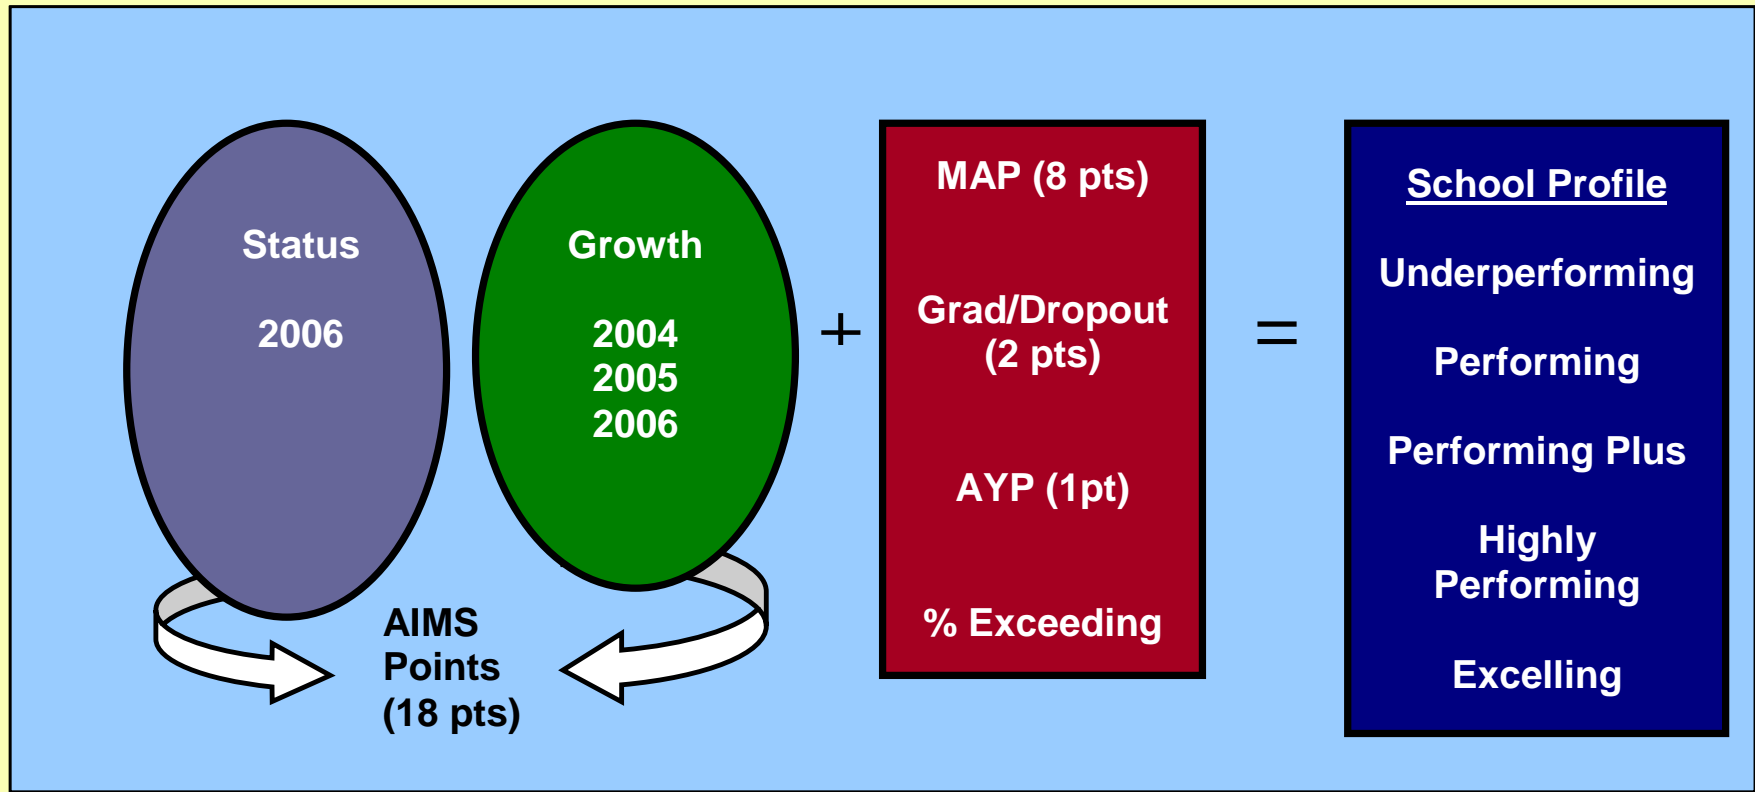 Status
2006
Growth
2004
2005
2006
AIMS
Points
(18 pts)
+
MAP (8 pts)
Grad/Dropout
(2 pts)
AYP (1pt)
% Exceeding
=
School Profile
Underperforming
Performing
Performing Plus
Highly
Performing
Excelling